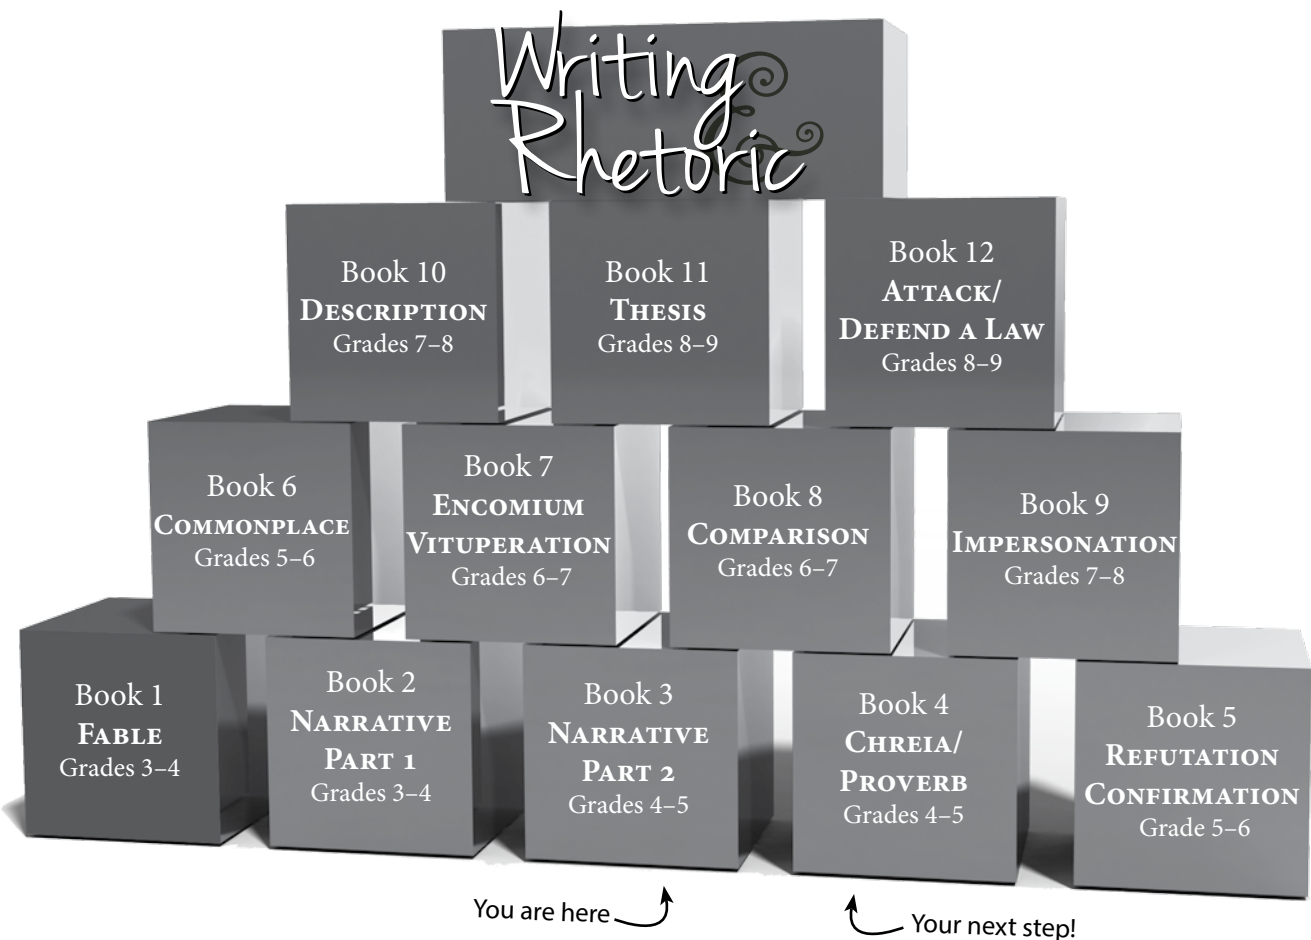 Writing
&
Rhetoric
Book 10
Description
Grades 7–8
Book 11
Thesis
Grades 8–9
Book 12
Attack/
Defend a Law
Grades 8–9
Book 6
Commonplace
Grades 5–6
Book 7
Encomium
Vituperation
Grades 6–7
Book 8
Comparison
Grades 6–7
Book 9
Impersonation
Grades 7–8
Book 1
Fable
Grades 3–4
Book 2
Narrative
Part 1
Grades 3–4
Book 3
Narrative
Part 2
Grades 4–5
Book 4
Chreia/
Proverb
Grades 4–5
Book 5
Refutation
Confirmation
Grade 5–6
You are here
Your next step!